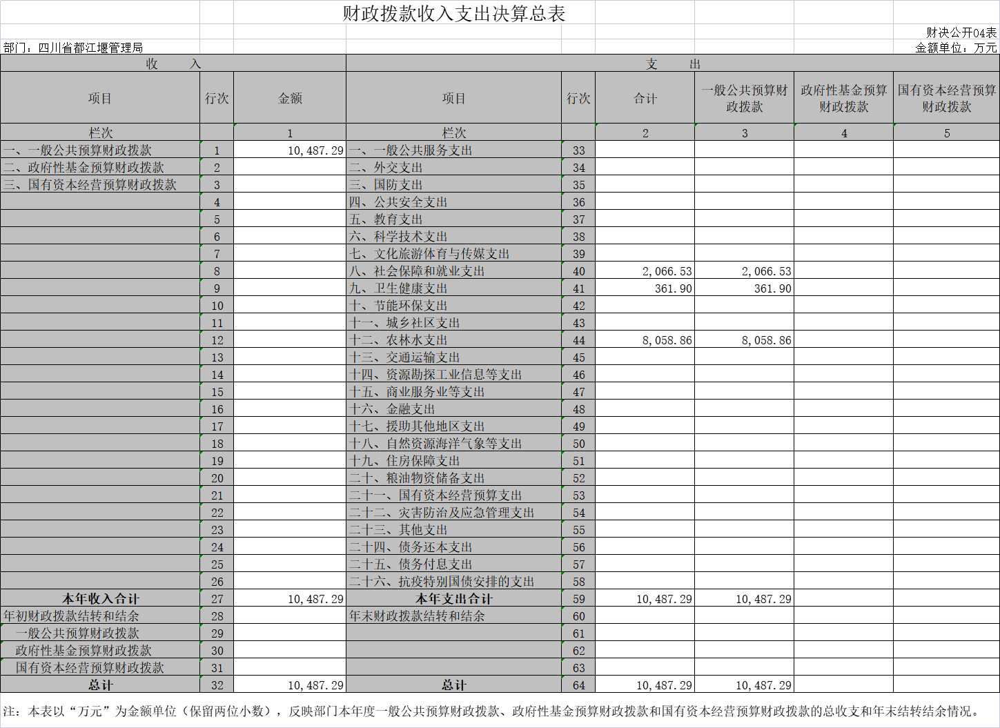 财政拨款收入支出决算总表
财决公开04表
部门：四川省都江堰管理局 金额单位：万元
收 入 支 出
项目 行次 金额 项目 行次 合计 一般公共预算财政拨款 政府性基金预算财政拨款 国有资本经营预算财政拨款
栏次 1 栏次 2 3 4 5
一、一般公共预算财政拨款 1 10,487.29 一、一般公共服务支出 33
二、政府性基金预算财政拨款 2 二、外交支出 34
三、国有资本经营预算财政拨款 3 三、国防支出 35
4 四、公共安全支出 36
5 五、教育支出 37
6 六、科学技术支出 38
7 七、文化旅游体育与传媒支出 39
8 八、社会保障和就业支出 40 2,066.53 2,066.53
9 九、卫生健康支出 41 361.90 361.90
10 十、节能环保支出 42
11 十一、城乡社区支出 43
12 十二、农林水支出 44 8,058.86 8,058.86
13 十三、交通运输支出 45
14 十四、资源勘探工业信息等支出 46
15 十五、商业服务业等支出 47
16 十六、金融支出 48
17 十七、援助其他地区支出 49
18 十八、自然资源海洋气象等支出 50
19 十九、住房保障支出 51
20 二十、粮油物资储备支出 52
21 二十一、国有资本经营预算支出 53
22 二十二、灾害防治及应急管理支出 54
23 二十三、其他支出 55
24 二十四、债务还本支出 56
25 二十五、债务付息支出 57
26 二十六、抗疫特别国债安排的支出 58
本年收入合计 27 10,487.29 本年支出合计 59 10,487.29 10,487.29
年初财政拨款结转和结余 28 年末财政拨款结转和结余 60
一般公共预算财政拨款 29 61
政府性基金预算财政拨款 30 62
国有资本经营预算财政拨款 31 63
总计 32 10,487.29 总计 64 10,487.29 10,487.29
注：本表以“万元”为金额单位（保留两位小数），反映部门本年度一般公共预算财政拨款、政府性基金预算财政拨款和国有资本经营预算财政拨款的总收支和年末结转结余情况。